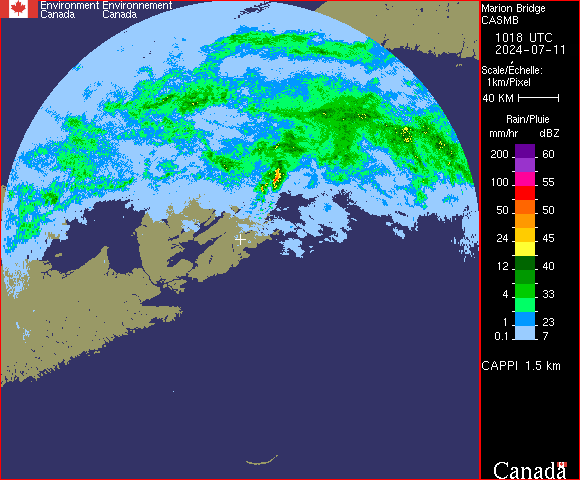 Environment Environnement
Canada Canada
Marion Bridge
CASMB
1018 UTC
2024-07-11
Scale/Échelle:
1km/Pixel
40 KM
Rain/Pluie
mm/hr dBZ
200 60
100 55
50 50
24 45
12 40
4 33
1 23
0.1 7
CAPPI 1.5 km
Canada